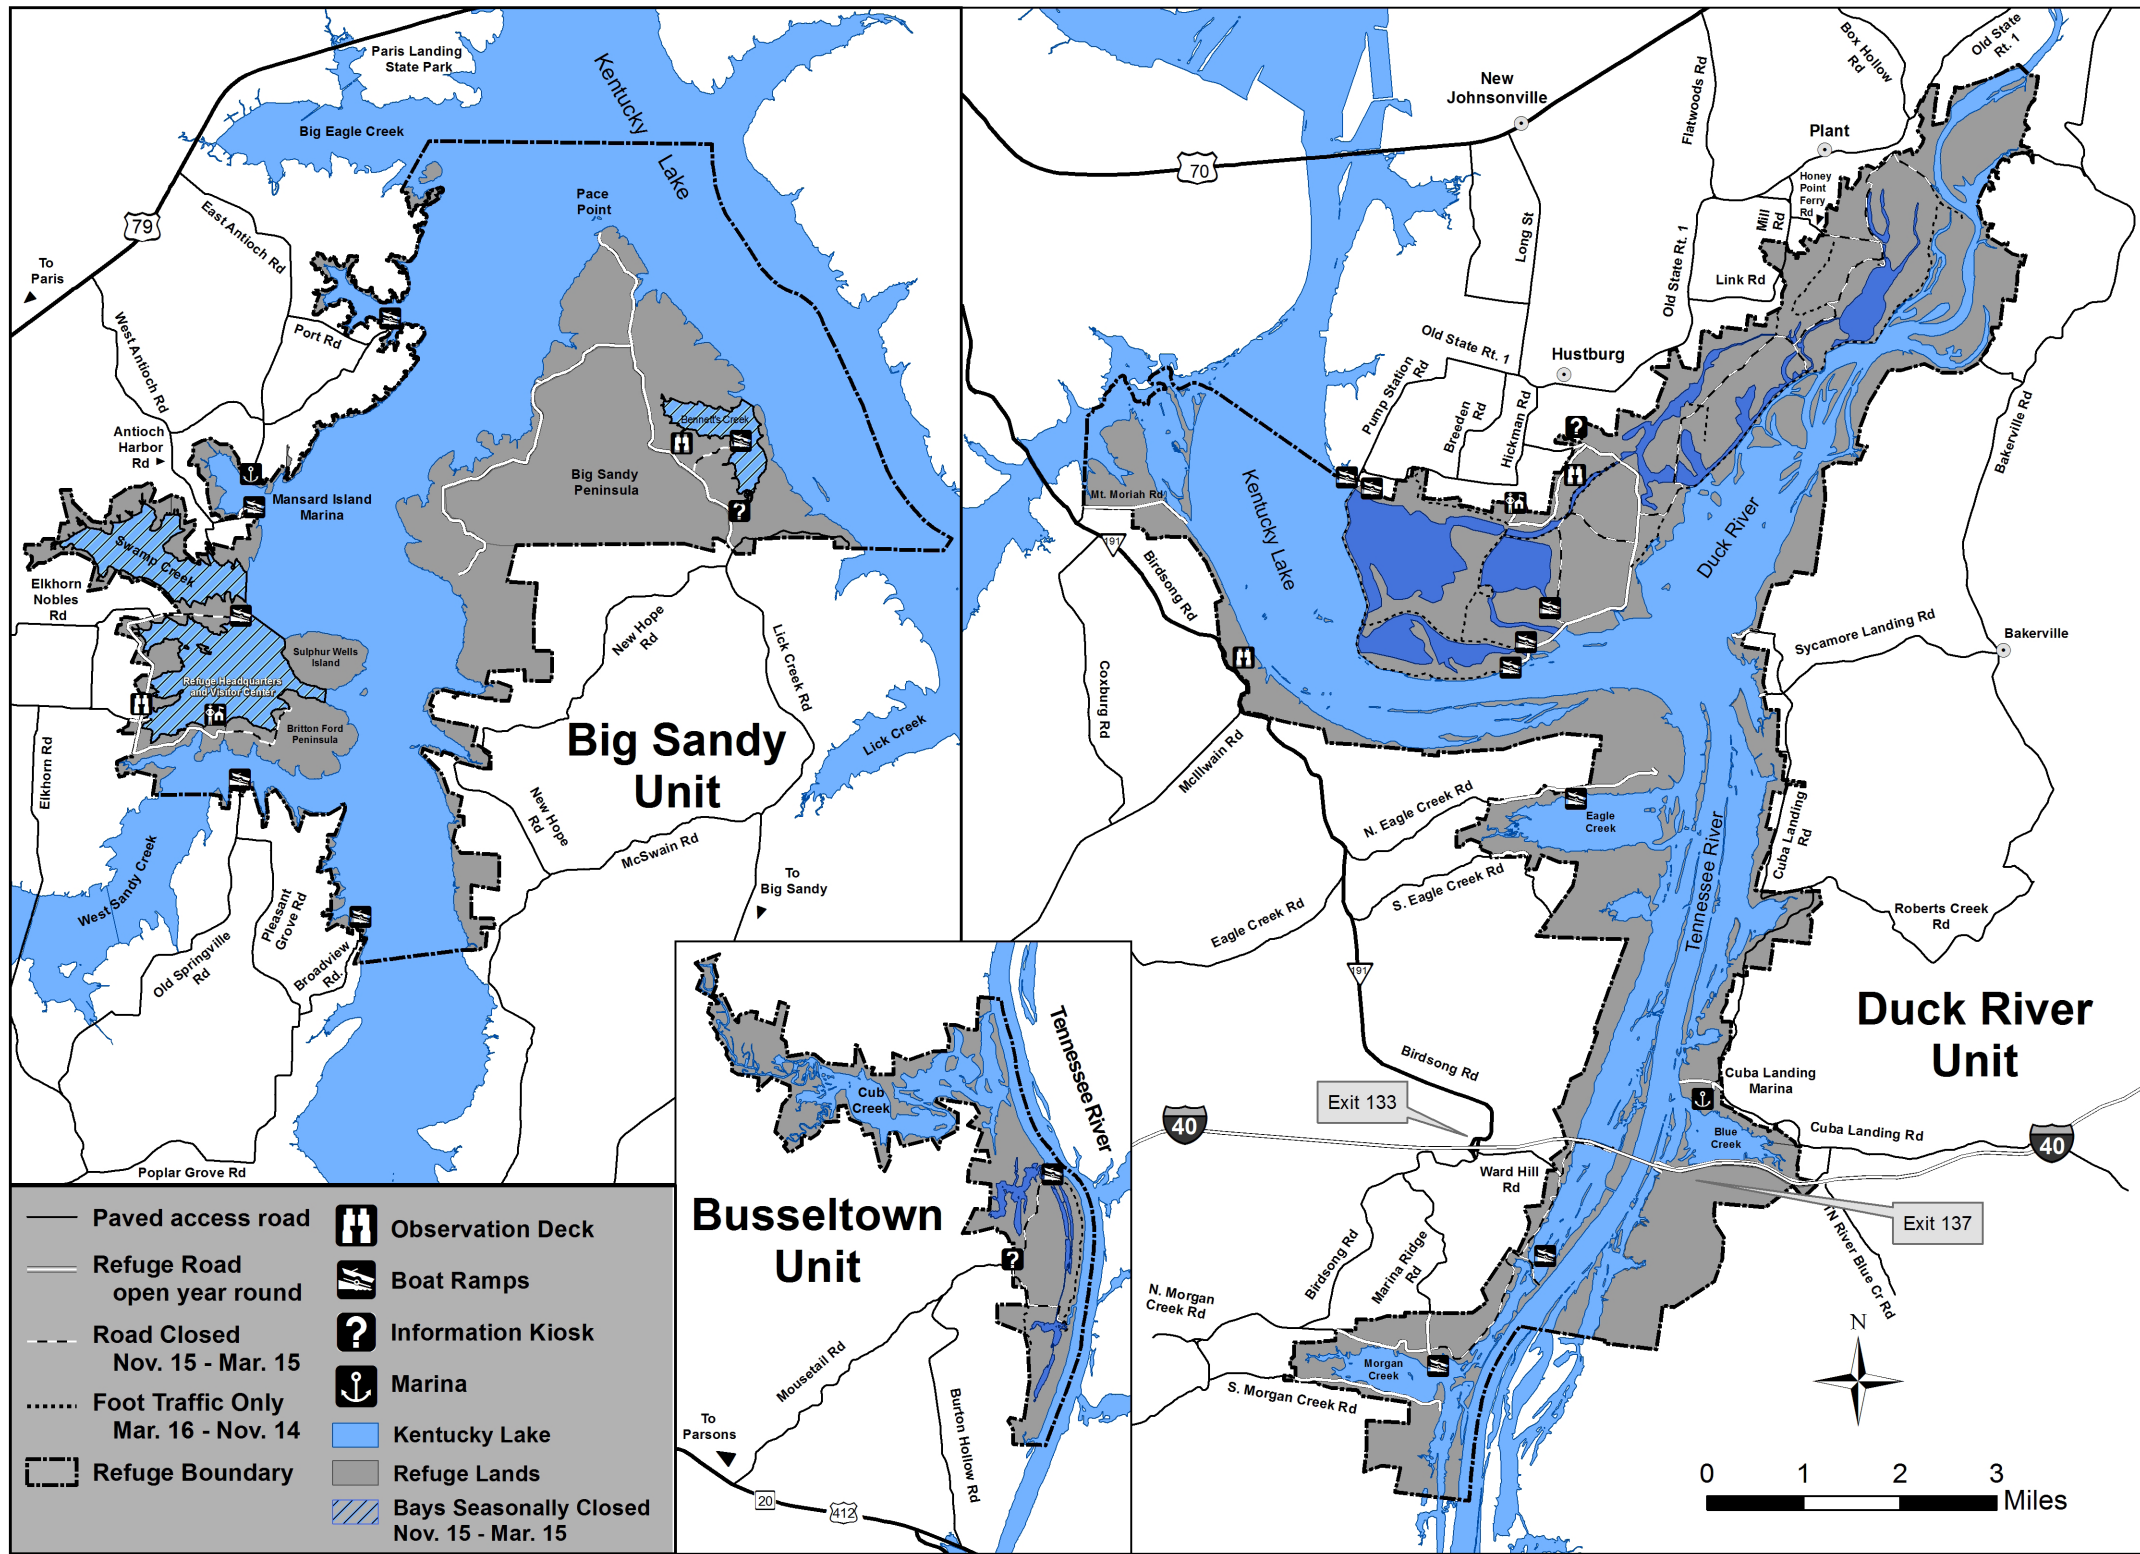 Paris Landing
State Park
Big Eagle Creek
Kentucky
Lake
Pace
Point
79
East Antioch Rd
To
Paris
West Antioch Rd
Port Rd
Antioch
Harbor
Rd
Mansard Island
Marina
Bennett's Creek
Big Sandy
Peninsula
Swamp Creek
Elkhorn
Nobles
Rd
Sulphur Wells
Island
Refuge Headquarters
and Visitor Center
Britton Ford
Peninsula
Elkhorn Rd
New Hope
Rd
Lick Creek Rd
Lick Creek
Big Sandy
Unit
New Hope
Rd
McSwain Rd
To
Big Sandy
West Sandy Creek
Old Springville
Rd
Pleasant
Grove Rd
Broadview
Rd.
Poplar Grove Rd
New
Johnsonville
70
Flatwoods Rd
Box Hollow
Rd
Old State
Rt. 1
Plant
Honey
Point
Ferry
Rd
Mill
Rd
Long St
Old State Rt. 1
Link Rd
Old State Rt. 1
Hustburg
Pump Station
Rd
Breeden
Rd
Hickman Rd
Bakerville Rd
Kentucky Lake
Mt. Moriah Rd
191
Birdsong Rd
Duck River
Sycamore Landing Rd
Bakerville
Coxburg Rd
McIllwain Rd
N. Eagle Creek Rd
Eagle
Creek
S. Eagle Creek Rd
Eagle Creek Rd
Tennessee River
Cuba Landing
Rd
Roberts Creek
Rd
191
Duck River
Unit
Birdsong Rd
Cuba Landing
Marina
Exit 133
40
Blue
Creek
Cuba Landing Rd
40
Ward Hill
Rd
Exit 137
Birdsong Rd
Marina Ridge
Rd
N River Blue Cr Rd
N. Morgan
Creek Rd
Morgan
Creek
S. Morgan Creek Rd
N
0 1 2 3
Miles
Tennessee River
Cub
Creek
Busseltown
Unit
Mousetail Rd
Burton Hollow Rd
To
Parsons
20
412
Paved access road
Refuge Road
open year round
Road Closed
Nov. 15 - Mar. 15
Foot Traffic Only
Mar. 16 - Nov. 14
Refuge Boundary
Observation Deck
Boat Ramps
? Information Kiosk
Marina
Kentucky Lake
Refuge Lands
Bays Seasonally Closed
Nov. 15 - Mar. 15